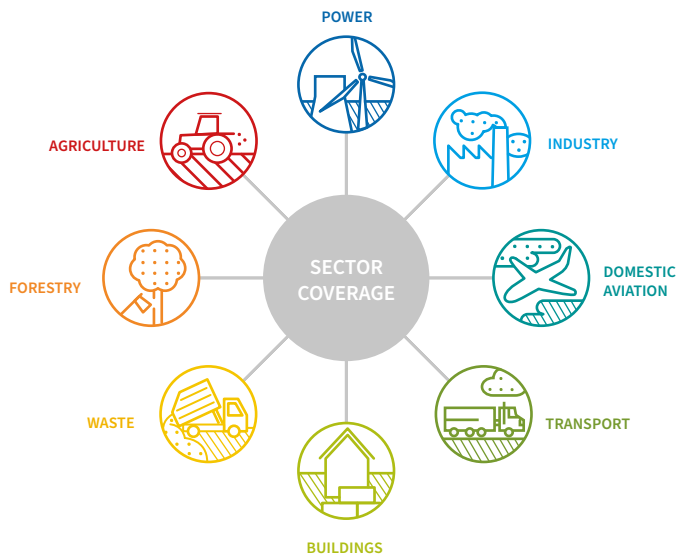 POWER
AGRICULTURE
INDUSTRY
SECTOR
COVERAGE
DOMESTIC
AVIATION
FORESTRY
WASTE
TRANSPORT
BUILDINGS